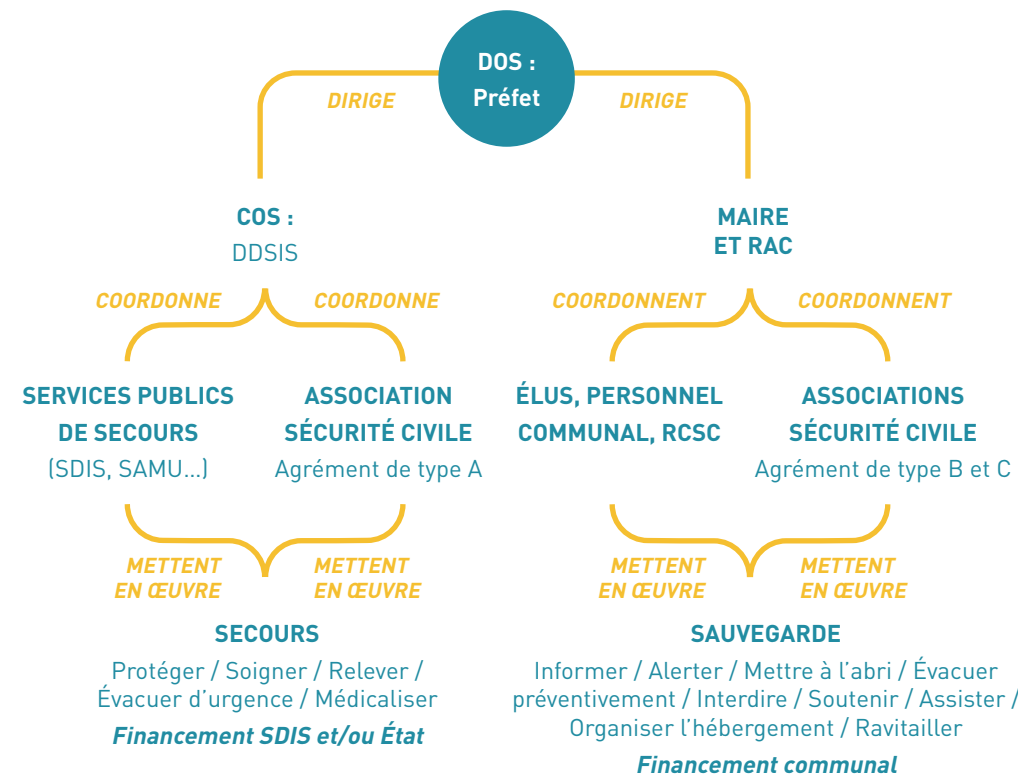 DOS :
Préfet
DIRIGE
DIRIGE
COS :
DDSIS
MAIRE
ET RAC
COORDONNE
COORDONNE
COORDONNENT
COORDONNENT
SERVICES PUBLICS
DE SECOURS
(SDIS, SAMU...)
ASSOCIATION
SÉCURITÉ CIVILE
Agrément de type A
ÉLUS, PERSONNEL
COMMUNAL, RCSC
ASSOCIATIONS
SÉCURITÉ CIVILE
Agrément de type B et C
METTENT
EN ŒUVRE
METTENT
EN ŒUVRE
METTENT
EN ŒUVRE
METTENT
EN ŒUVRE
SECOURS
Protéger / Soigner / Relever /
Évacuer d'urgence / Médicaliser
Financement SDIS et/ou État
SAUVEGARDE
Informer / Alerter / Mettre à l'abri / Évacuer
préventivement / Interdire / Soutenir / Assister /
Organiser l'hébergement / Ravitailler
Financement communal